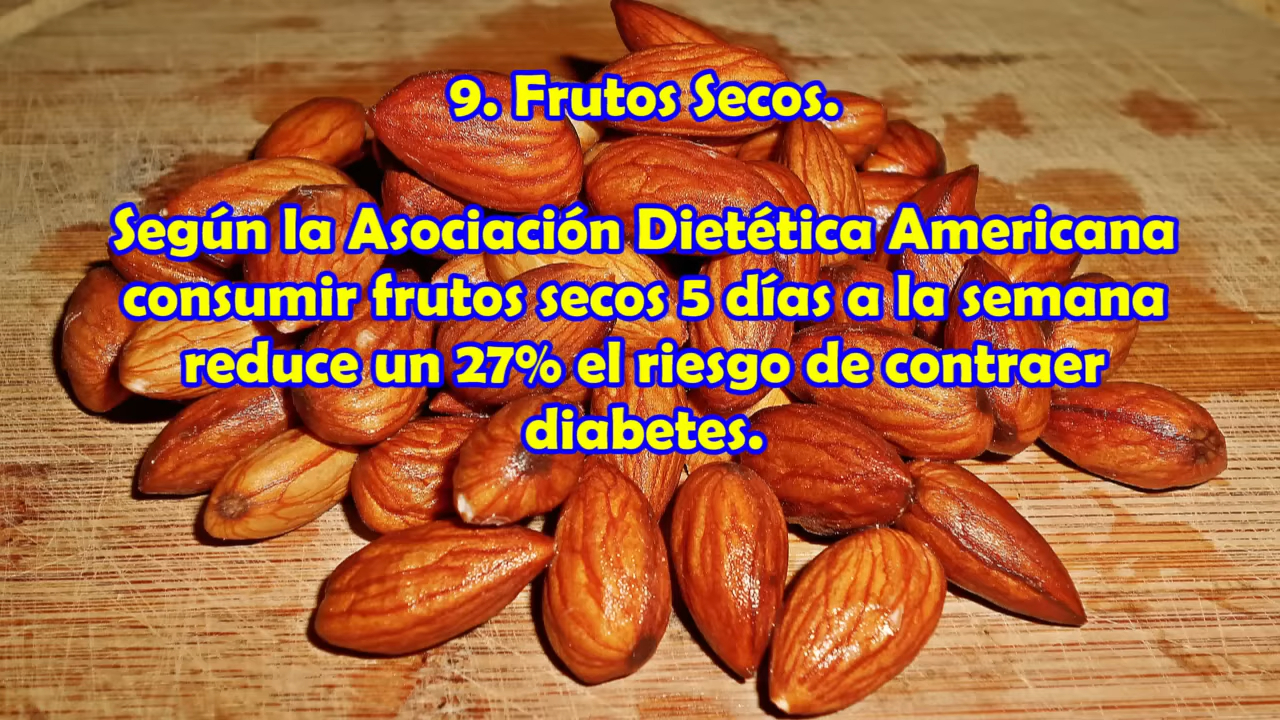 9. Frutos Secos.
Según la Asociación Dietética Americana
consumir frutos secos 5 días a la semana
reduce un 27% el riesgo de contraer
diabetes.